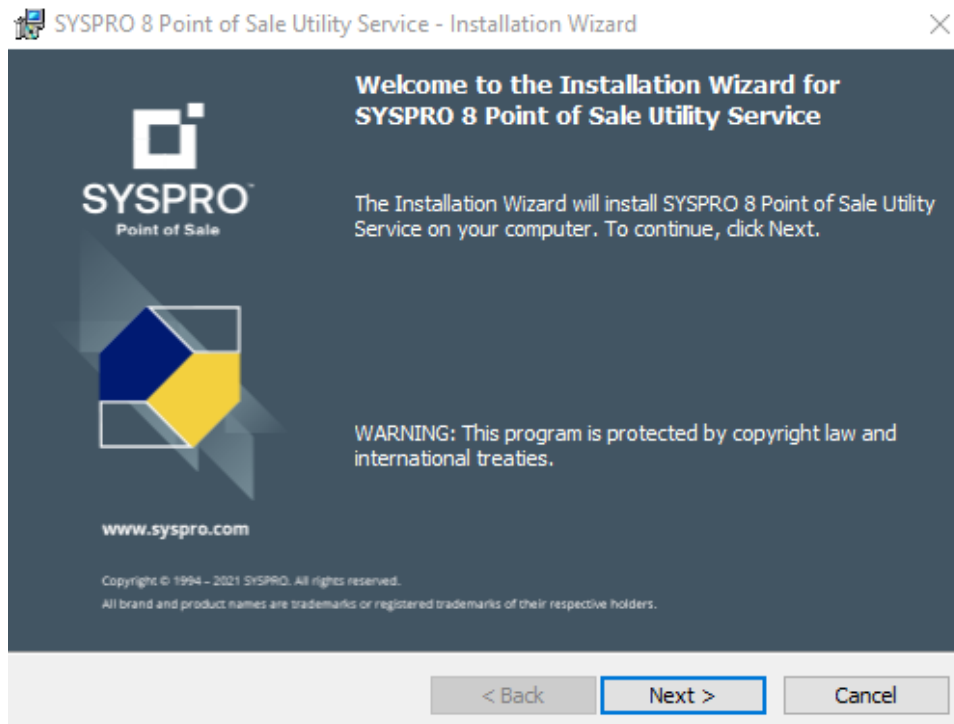 SYSPRO 8 Point of Sale Utility Service - Installation Wizard
Welcome to the Installation Wizard for
SYSPRO 8 Point of Sale Utility Service
SYSPRO™
Point of Sale
The Installation Wizard will install SYSPRO 8 Point of Sale Utility
Service on your computer. To continue, click Next.
WARNING: This program is protected by copyright law and
international treaties.
www.syspro.com
Copyright © 1994 – 2021 SYSPRO. All rights reserved.
All brand and product names are trademarks or registered trademarks of their respective holders.
< Back
Next >
Cancel